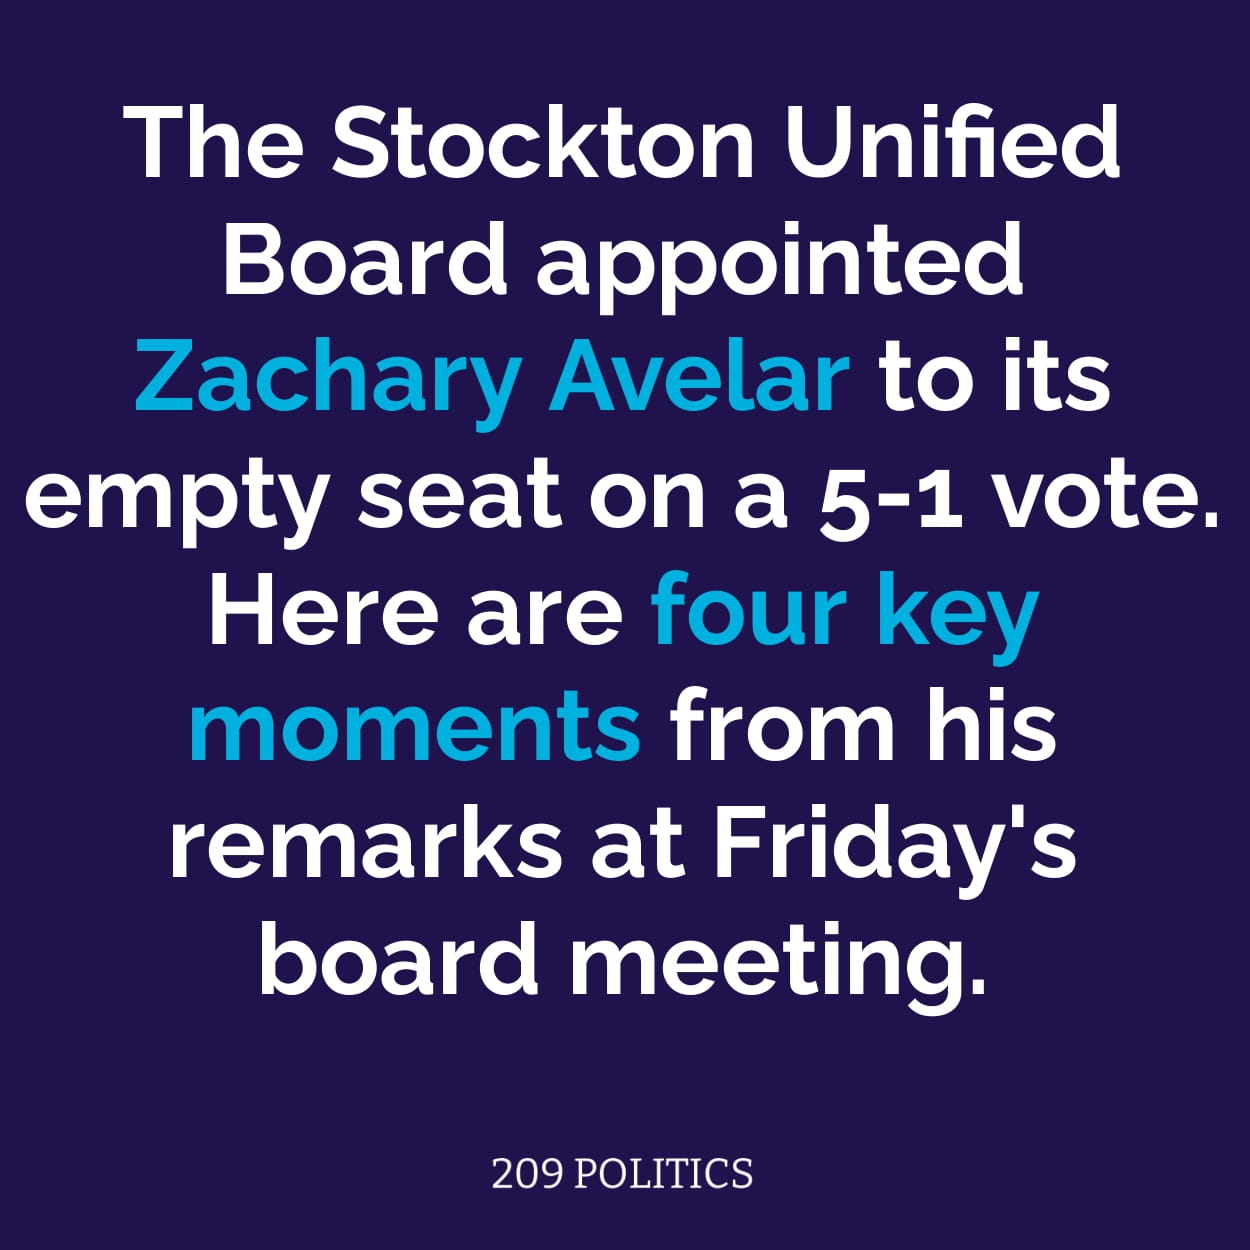 The Stockton Unified
Board appointed
Zachary Avelar to its
empty seat on a 5-1 vote.
Here are four key
moments from his
remarks at Friday's
board meeting.
209 POLITICS